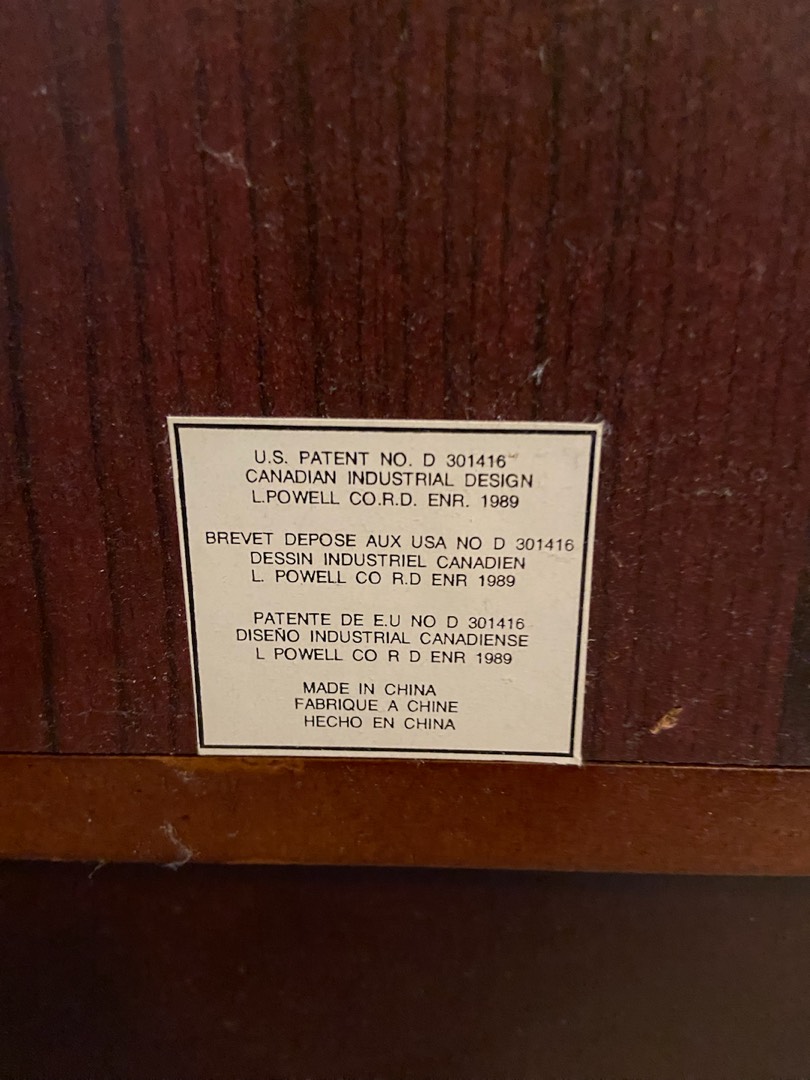 U.S. PATENT NO. D 301416
CANADIAN INDUSTRIAL DESIGN
L.POWELL CO.R.D. ENR. 1989
BREVET DEPOSE AUX USA NO D 301416
DESSIN INDUSTRIEL CANADIEN
L. POWELL CO R.D ENR 1989
PATENTE DE E.U NO D 301416
DISEÑO INDUSTRIAL CANADIENSE
L POWELL CO R D ENR 1989
MADE IN CHINA
FABRIQUE A CHINE
HECHO EN CHINA